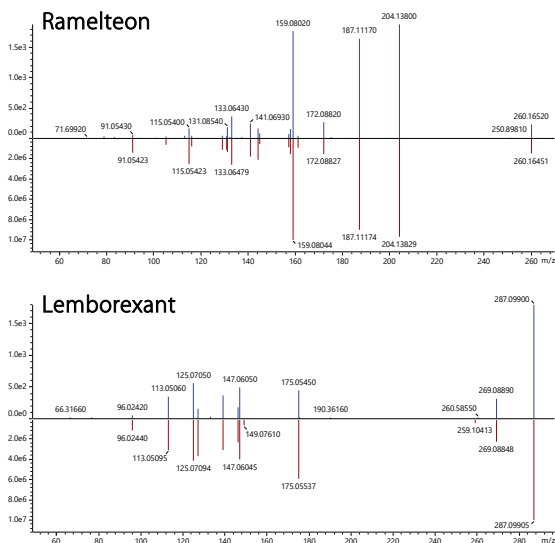 Ramelteon
204.13800
159.08020
187.11170
1.5e3
1.0e3
5.0e2
0.0e0
2.0e6
4.0e6
6.0e6
8.0e6
1.0e7
71.69920
91.05430
115.05400
131.08540
133.06430
141.06930
172.08820
250.89810
260.16520
91.05423
115.05423
133.06479
172.08827
260.16451
159.08044
187.11174
204.13829
60 80 100 120 140 160 180 200 220 240 260 m/z
Lemborexant
287.09900
1.5e3
1.0e3
5.0e2
0.0e0
2.0e6
4.0e6
6.0e6
8.0e6
1.0e7
66.31660
96.02420
113.05060
125.07050
147.06050
175.05450
190.36160
260.58550
269.08890
96.02440
113.05095
125.07094
147.06045
149.07610
175.05537
259.10413
269.08848
287.09905
60 80 100 120 140 160 180 200 220 240 260 280 m/z